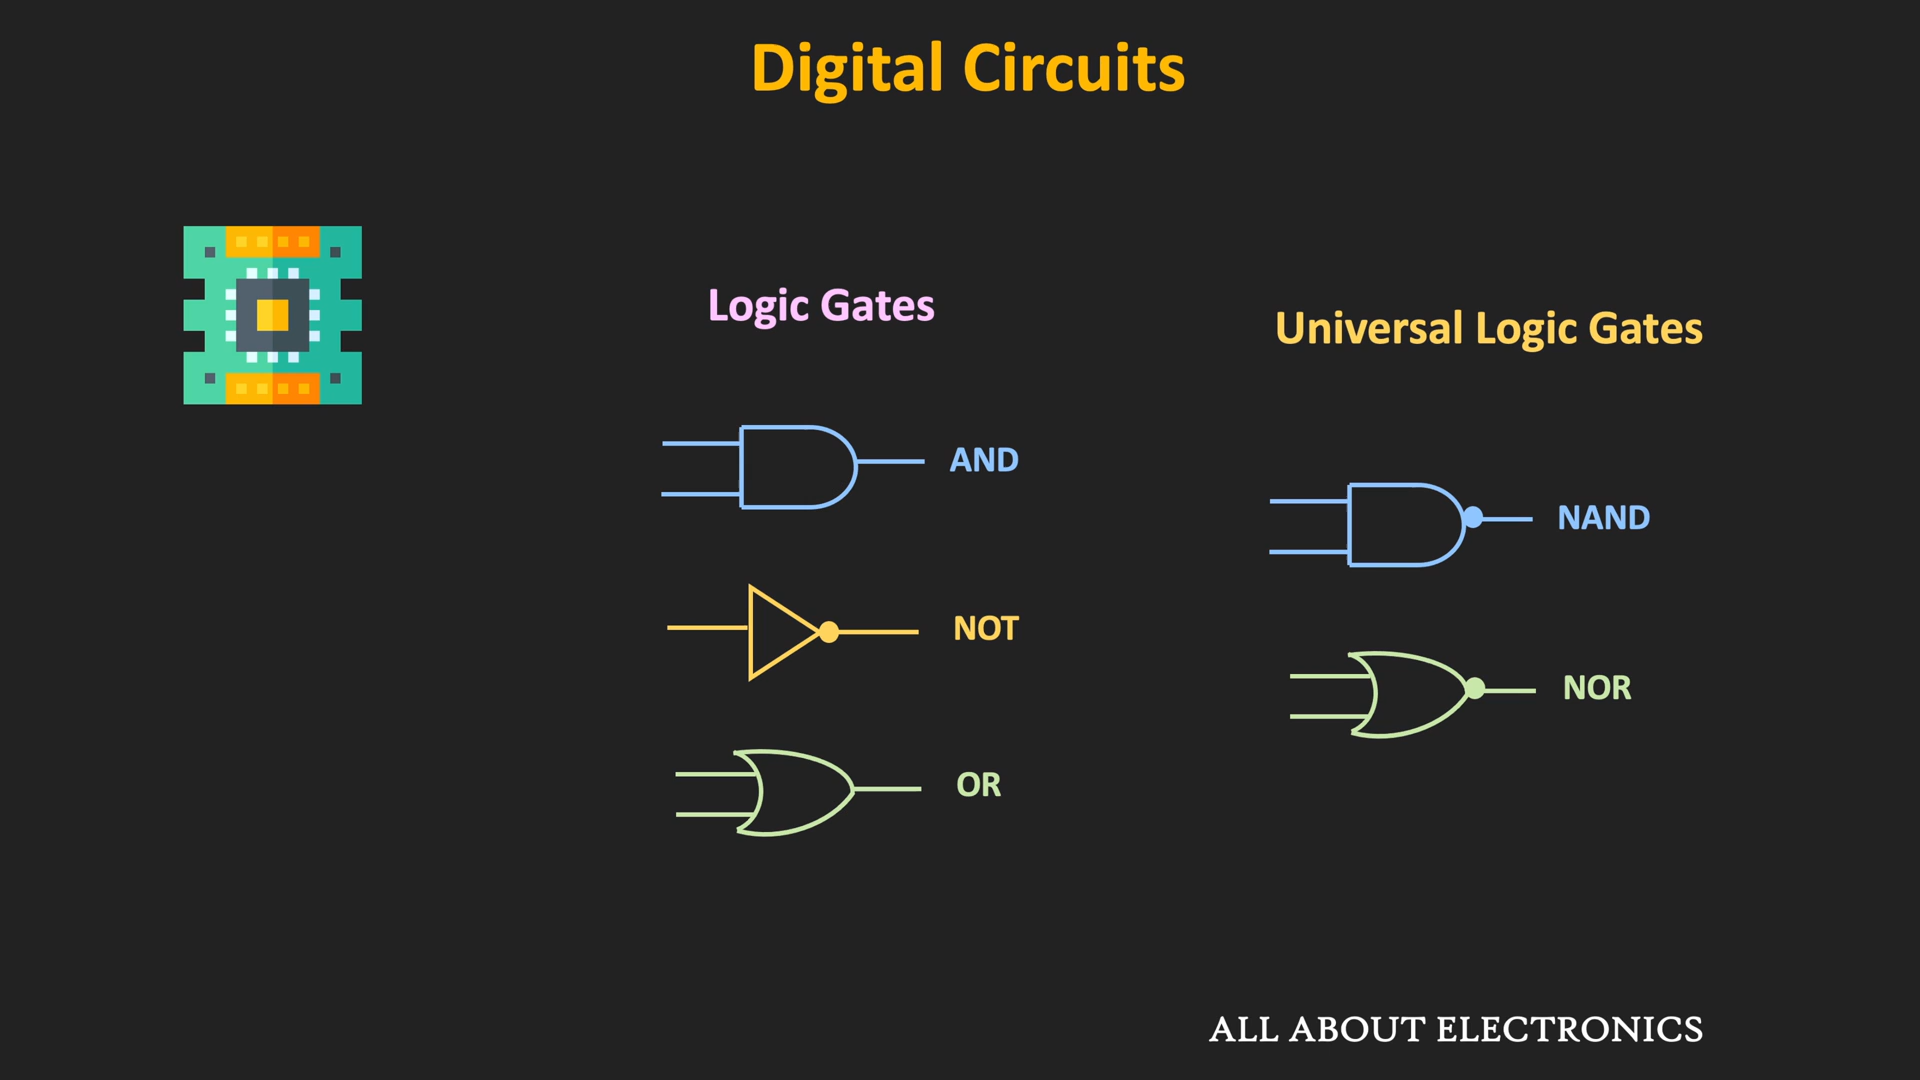 Digital Circuits
Logic Gates
AND
NOT
OR
Universal Logic Gates
NAND
NOR
ALL ABOUT ELECTRONICS